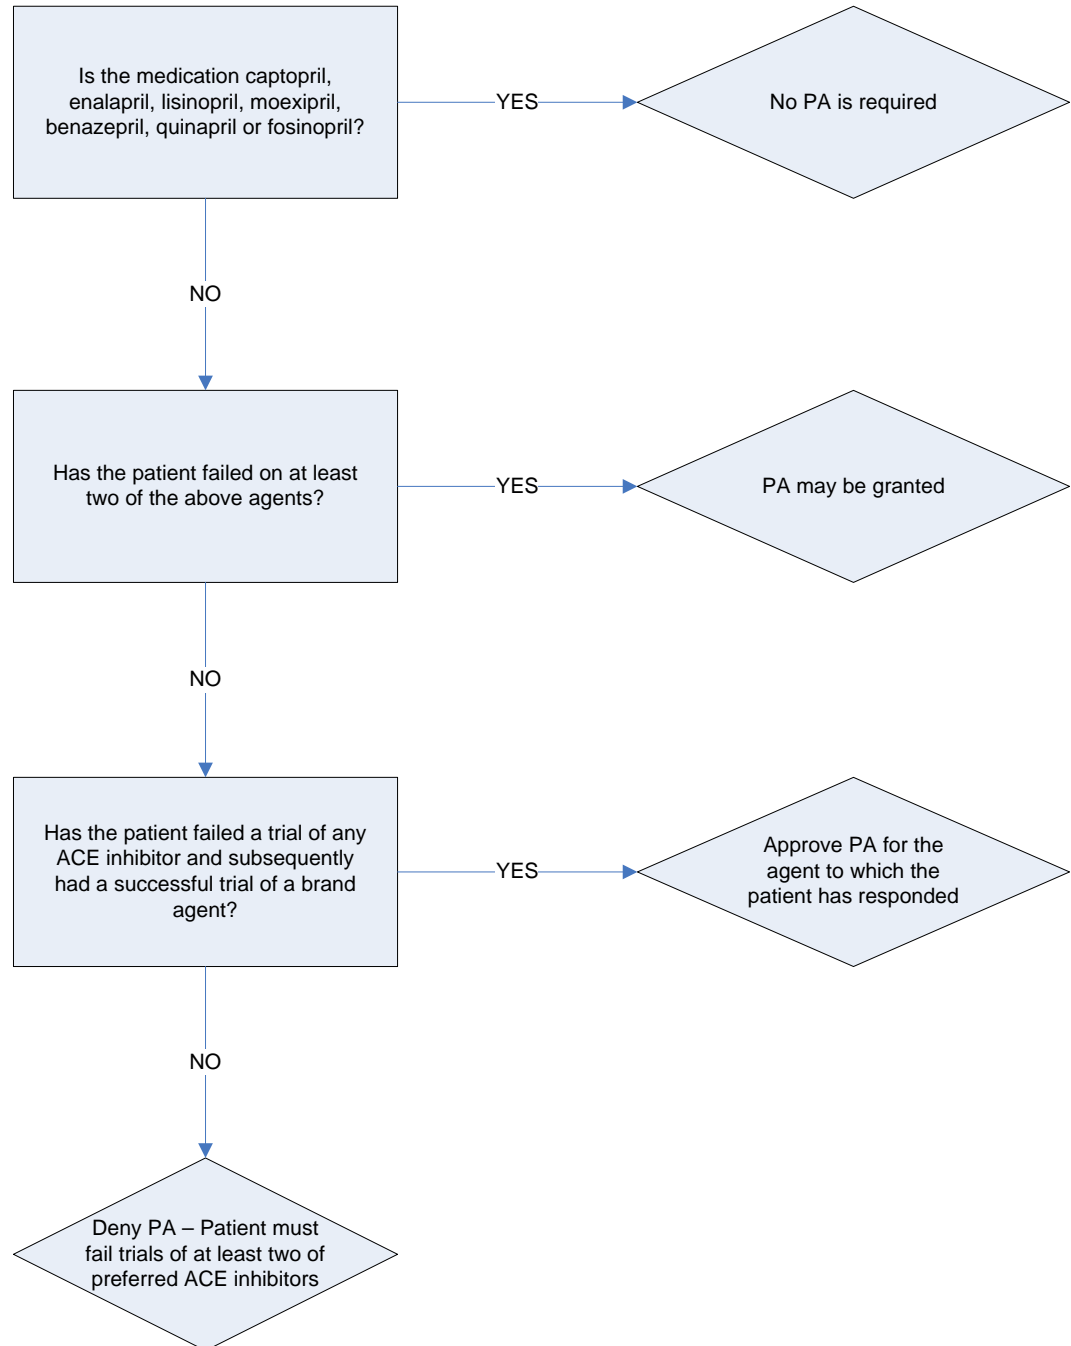 Is the medication captopril,
enalapril, lisinopril, moexipril,
benazepril, quinapril or fosinopril?
YES
No PA is required
NO
Has the patient failed on at least
two of the above agents?
YES
PA may be granted
NO
Has the patient failed a trial of any
ACE inhibitor and subsequently
had a successful trial of a brand
agent?
YES
Approve PA for the
agent to which the
patient has responded
NO
Deny PA – Patient must
fail trials of at least two of
preferred ACE inhibitors